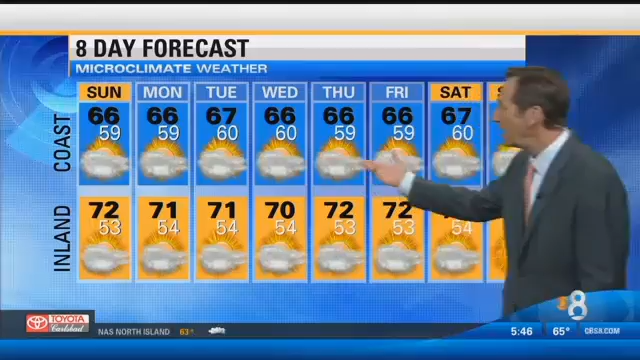 8 DAY FORECAST
MICROCLIMATE WEATHER
SUN MON TUE WED THU FRI SAT
COAST
66 66 67 66 66 66 67
59 59 60 60 59 59 60
INLAND
72 71 71 70 72 72
53 54 54 54 53 54
TOYOTA
Carlsbad
NAS NORTH ISLAND 63°
8
5:46 65° CBS8.COM